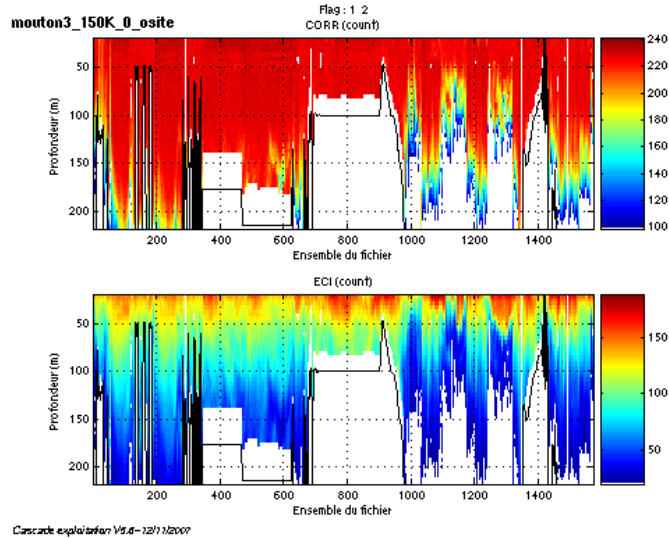 Flag : 1 2
mouton3_150K_0_osite
CORR (count)
50
100
150
200
Profondeur (m)
200 400 600 800 1000 1200 1400
Ensemble du fichier
240
220
200
180
160
140
120
100
ECI (count)
50
100
150
200
Profondeur (m)
200 400 600 800 1000 1200 1400
Ensemble du fichier
150
100
50
Cascade exploitation V5.6 - 12/11/2007